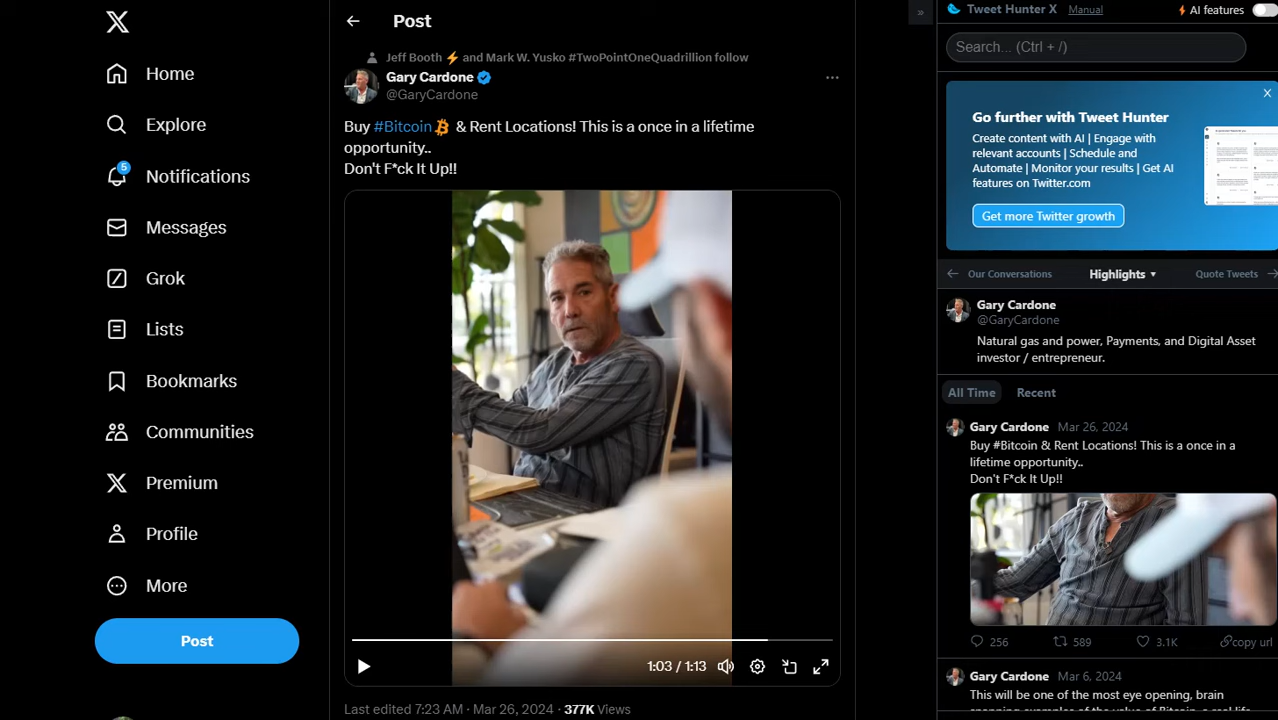 Home
Explore
5
Notifications
Messages
Grok
Lists
Bookmarks
Communities
Premium
Profile
More
Post
Post
Jeff Booth ⚡ and Mark W. Yusko #TwoPointOneQuadrillion follow
Gary Cardone
@GaryCardone
Buy #Bitcoin & Rent Locations! This is a once in a lifetime
opportunity..
Don't F*ck It Up!!
1:03 / 1:13
Last edited 7:23 AM · Mar 26, 2024 · 377K Views
»
Tweet Hunter X Manual ⚡ AI features
Search... (Ctrl + /)
X
Go further with Tweet Hunter
Create content with AI | Engage with
relevant accounts | Schedule and
Automate | Monitor your results | Get AI
features on Twitter.com
Get more Twitter growth
← Our Conversations Highlights ▾ Quote Tweets →
Gary Cardone
@GaryCardone
Natural gas and power, Payments, and Digital Asset
investor / entrepreneur.
All Time Recent
Gary Cardone Mar 26, 2024
Buy #Bitcoin & Rent Locations! This is a once in a
lifetime opportunity..
Don't F*ck It Up!!
256 589 3.1K copy url
Gary Cardone Mar 6, 2024
This will be one of the most eye opening, brain